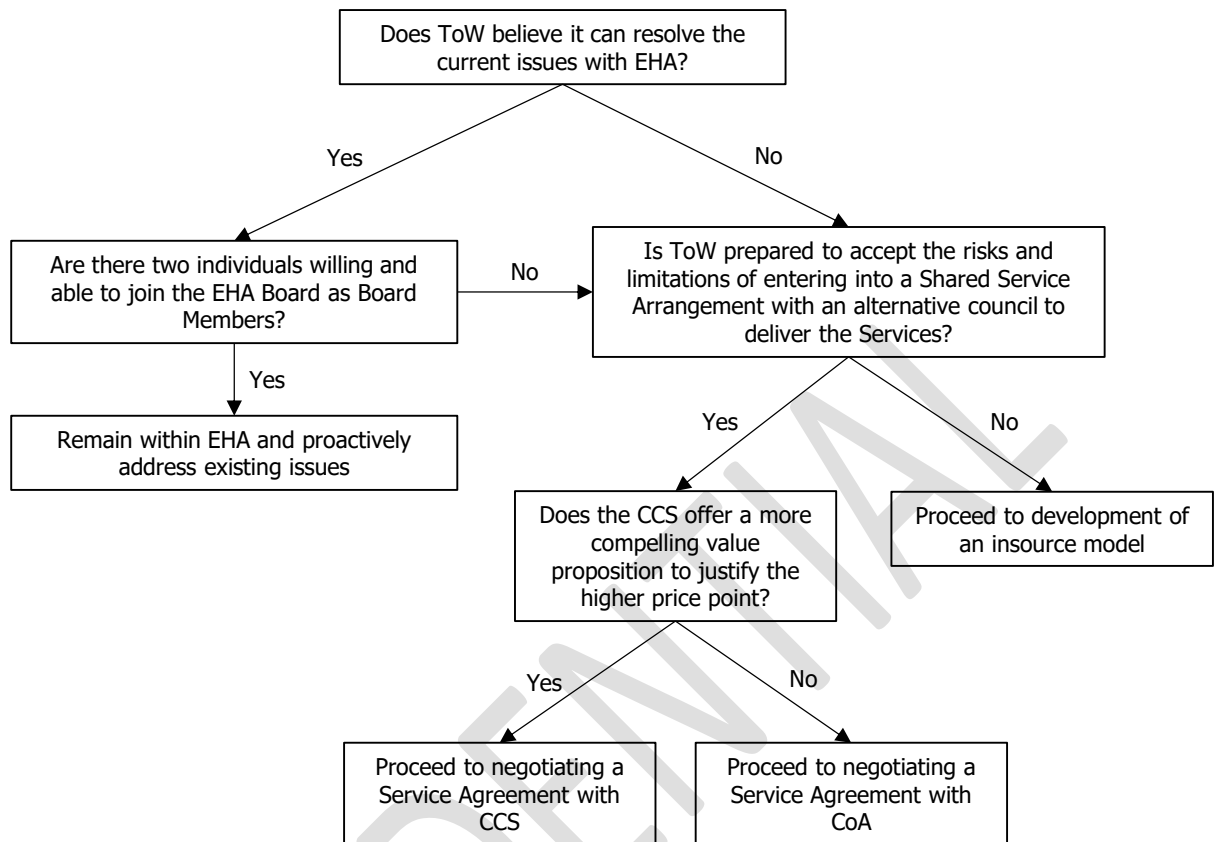 Does ToW believe it can resolve the
current issues with EHA?
Yes
No
Are there two individuals willing and
able to join the EHA Board as Board
Members?
No
Is ToW prepared to accept the risks and
limitations of entering into a Shared Service
Arrangement with an alternative council to
deliver the Services?
Yes
Remain within EHA and proactively
address existing issues
Yes
No
Does the CCS offer a more
compelling value
proposition to justify the
higher price point?
Proceed to development of
an insource model
Yes
No
Proceed to negotiating a
Service Agreement with
CCS
Proceed to negotiating a
Service Agreement with
CoA
DENTIAL